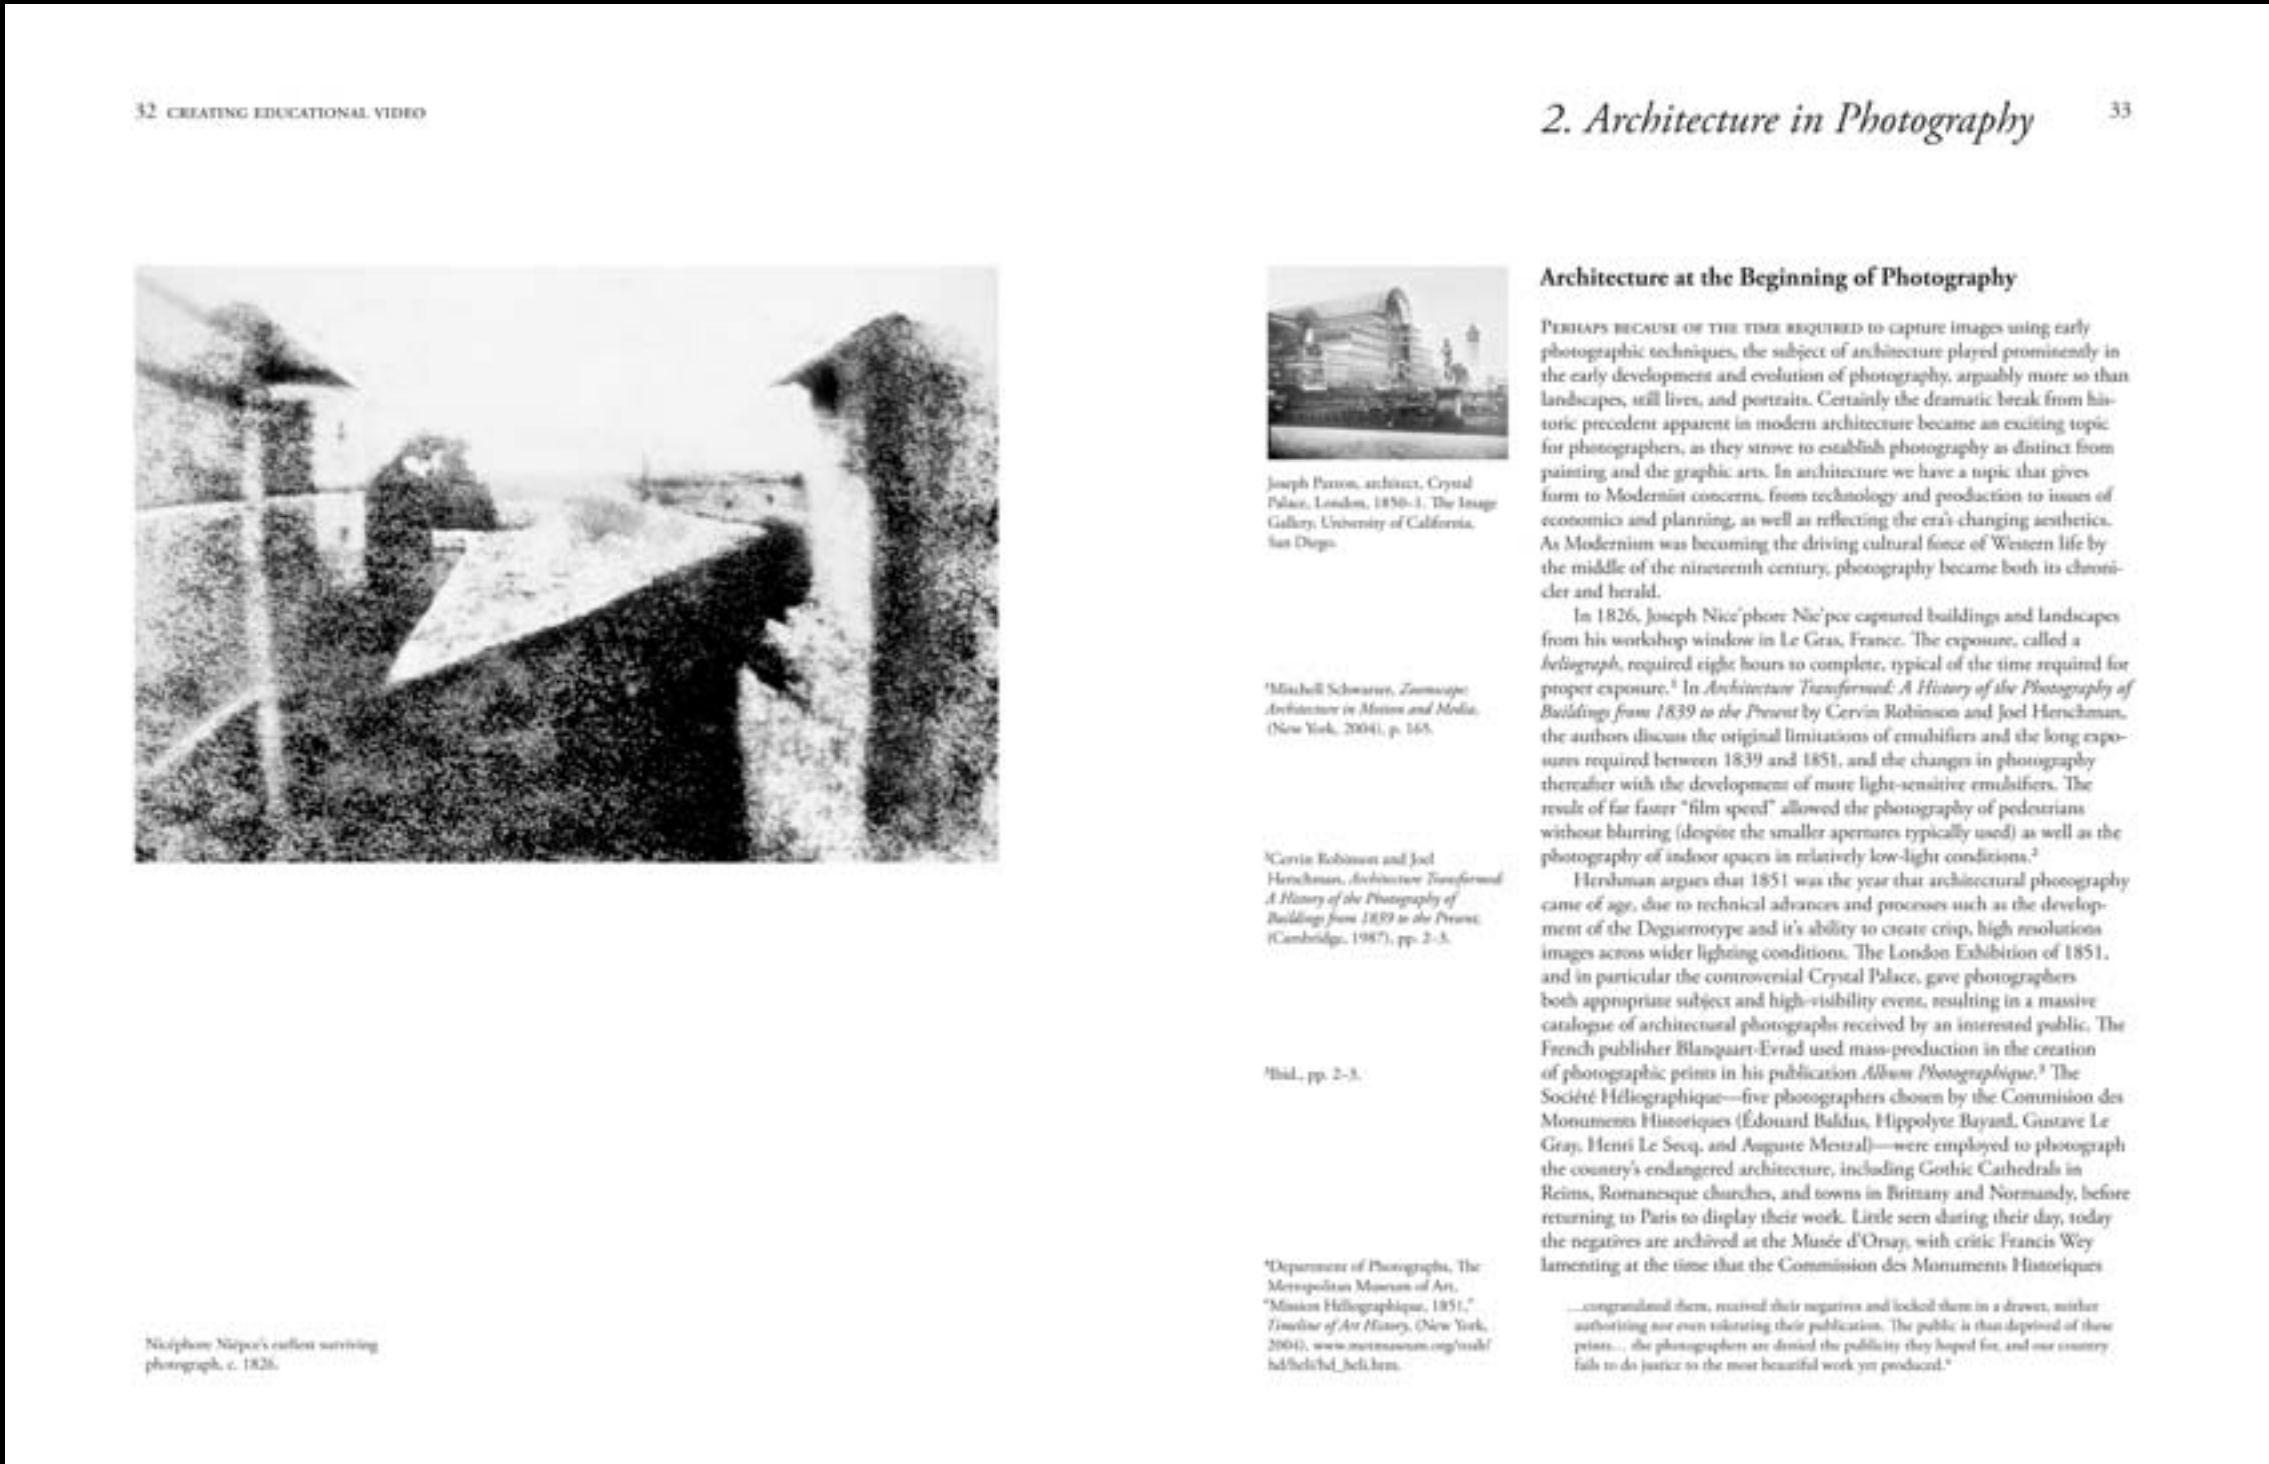 32 CREATING EDUCATIONAL VIDEO
Nicéphore Niépce's earliest surviving
photograph, c. 1826.
2. Architecture in Photography
33
Joseph Paxton, architect, Crystal
Palace, London, 1850–1. The Image
Gallery, University of California,
San Diego.
¹Mitchell Schwarzer, Zoomscape:
Architecture in Motion and Media,
(New York, 2004), p. 165.
²Cervin Robinson and Joel
Herschman, Architecture Transformed:
A History of the Photography of
Buildings from 1839 to the Present,
(Cambridge, 1987), pp. 2–3.
³Ibid., pp. 2–3.
⁴Department of Photographs, The
Metropolitan Museum of Art,
"Mission Héliographique, 1851,"
Timeline of Art History, (New York,
2004), www.metmuseum.org/toah/
hd/heli/hd_heli.htm.
Architecture at the Beginning of Photography
PERHAPS BECAUSE OF THE TIME REQUIRED to capture images using early
photographic techniques, the subject of architecture played prominently in
the early development and evolution of photography, arguably more so than
landscapes, still lives, and portraits. Certainly the dramatic break from his-
toric precedent apparent in modern architecture became an exciting topic
for photographers, as they strove to establish photography as distinct from
painting and the graphic arts. In architecture we have a topic that gives
form to Modernist concerns, from technology and production to issues of
economics and planning, as well as reflecting the era's changing aesthetics.
As Modernism was becoming the driving cultural force of Western life by
the middle of the nineteenth century, photography became both its chroni-
cler and herald.
In 1826, Joseph Nice'phore Nie'pce captured buildings and landscapes
from his workshop window in Le Gras, France. The exposure, called a
heliograph, required eight hours to complete, typical of the time required for
proper exposure.¹ In Architecture Transformed: A History of the Photography of
Buildings from 1839 to the Present by Cervin Robinson and Joel Herschman,
the authors discuss the original limitations of emulsifiers and the long expo-
sures required between 1839 and 1851, and the changes in photography
thereafter with the development of more light-sensitive emulsifiers. The
result of far faster "film speed" allowed the photography of pedestrians
without blurring (despite the smaller apertures typically used) as well as the
photography of indoor spaces in relatively low-light conditions.²
Hershman argues that 1851 was the year that architectural photography
came of age, due to technical advances and processes such as the develop-
ment of the Deguerrotype and it's ability to create crisp, high resolutions
images across wider lighting conditions. The London Exhibition of 1851,
and in particular the controversial Crystal Palace, gave photographers
both appropriate subject and high-visibility event, resulting in a massive
catalogue of architectural photographs received by an interested public. The
French publisher Blanquart-Evrad used mass-production in the creation
of photographic prints in his publication Album Photographique.³ The
Société Héliographique—five photographers chosen by the Commision des
Monuments Historiques (Édouard Baldus, Hippolyte Bayard, Gustave Le
Gray, Henri Le Secq, and Auguste Mestral)—were employed to photograph
the country's endangered architecture, including Gothic Cathedrals in
Reims, Romanesque churches, and towns in Brittany and Normandy, before
returning to Paris to display their work. Little seen during their day, today
the negatives are archived at the Musée d'Orsay, with critic Francis Wey
lamenting at the time that the Commission des Monuments Historiques
...congratulated them, received their negatives and locked them in a drawer, neither
authorizing nor even tolerating their publication. The public is thus deprived of these
prints... the photographers are denied the publicity they hoped for, and our country
fails to do justice to the most beautiful work yet produced.⁴